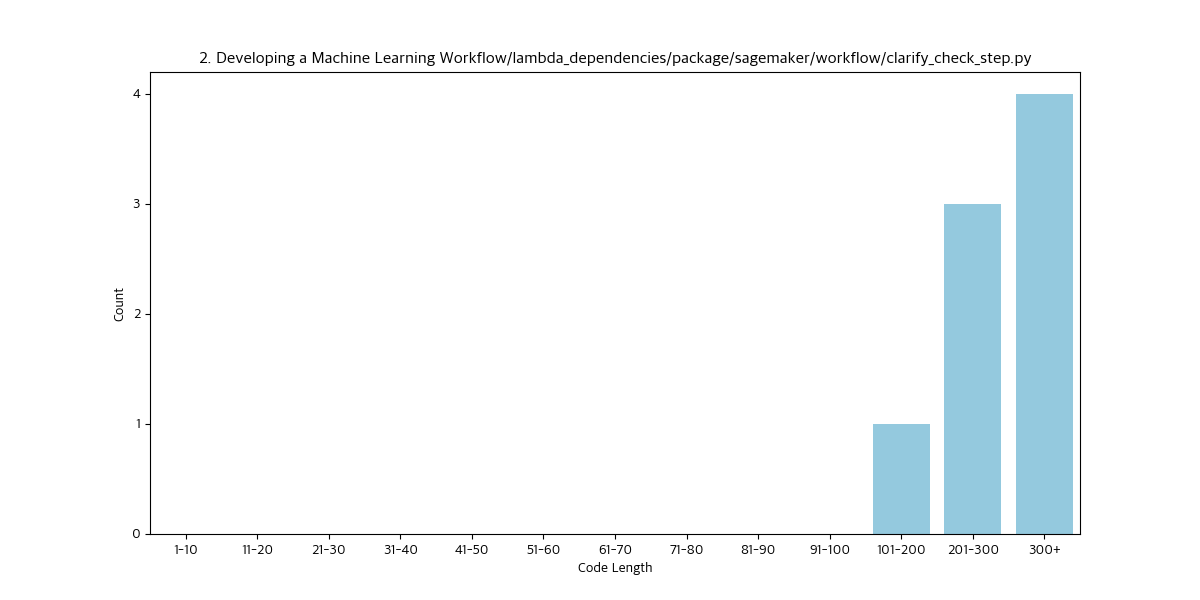 2. Developing a Machine Learning Workflow/lambda_dependencies/package/sagemaker/workflow/clarify_check_step.py
4
3
2
1
0
Count
1-10 11-20 21-30 31-40 41-50 51-60 61-70 71-80 81-90 91-100 101-200 201-300 300+
Code Length